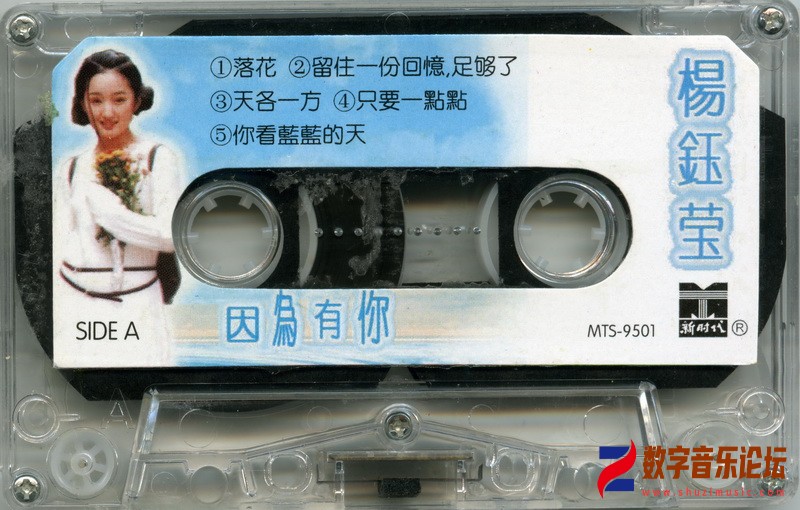 ①落花 ②留住一份回憶,足够了
③天各一方 ④只要一點點
⑤你看藍藍的天
楊鈺莹
SIDE A
因為有你
MTS-9501
新时代 ®
A
数字音乐论坛
www.shuzimusic.com